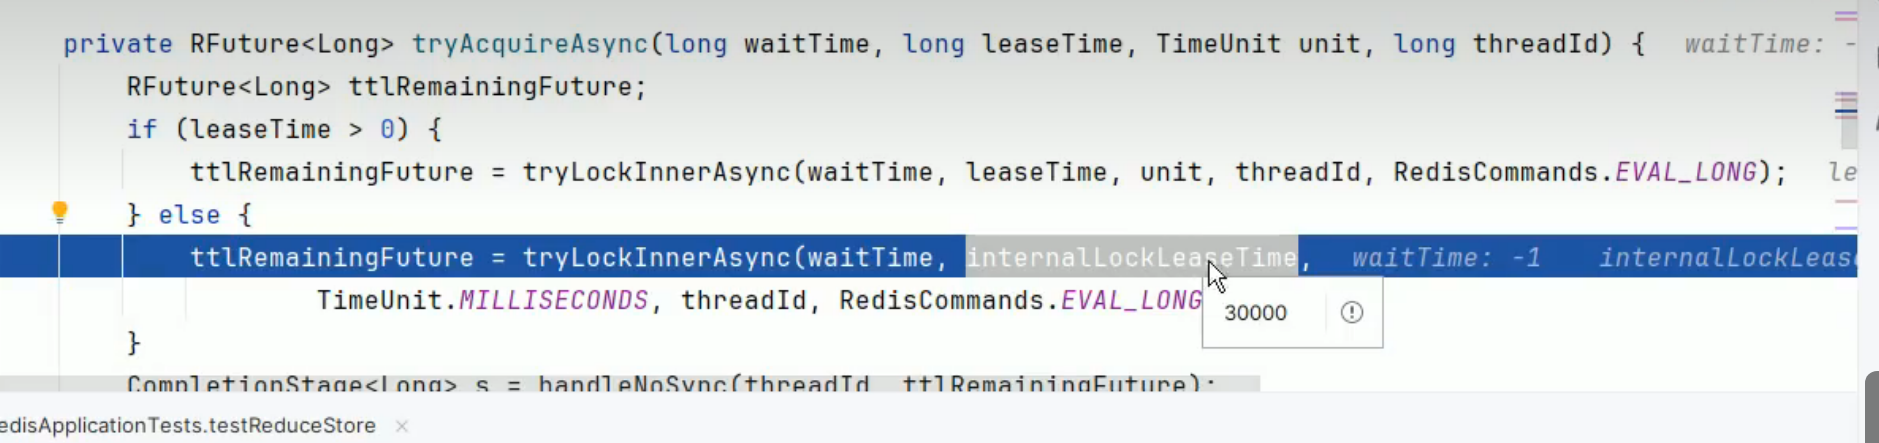 private RFuture<Long> tryAcquireAsync(long waitTime, long leaseTime, TimeUnit unit, long threadId) { waitTime: -
RFuture<Long> ttlRemainingFuture;
if (leaseTime > 0) {
ttlRemainingFuture = tryLockInnerAsync(waitTime, leaseTime, unit, threadId, RedisCommands.EVAL_LONG); le
} else {
ttlRemainingFuture = tryLockInnerAsync(waitTime, internalLockLeaseTime, waitTime: -1 internalLockLease
TimeUnit.MILLISECONDS, threadId, RedisCommands.EVAL_LONG
30000
}
CompletionStage<Long> s = handleNoSync(threadId, ttlRemainingFuture);
edisApplicationTests.testReduceStore ×